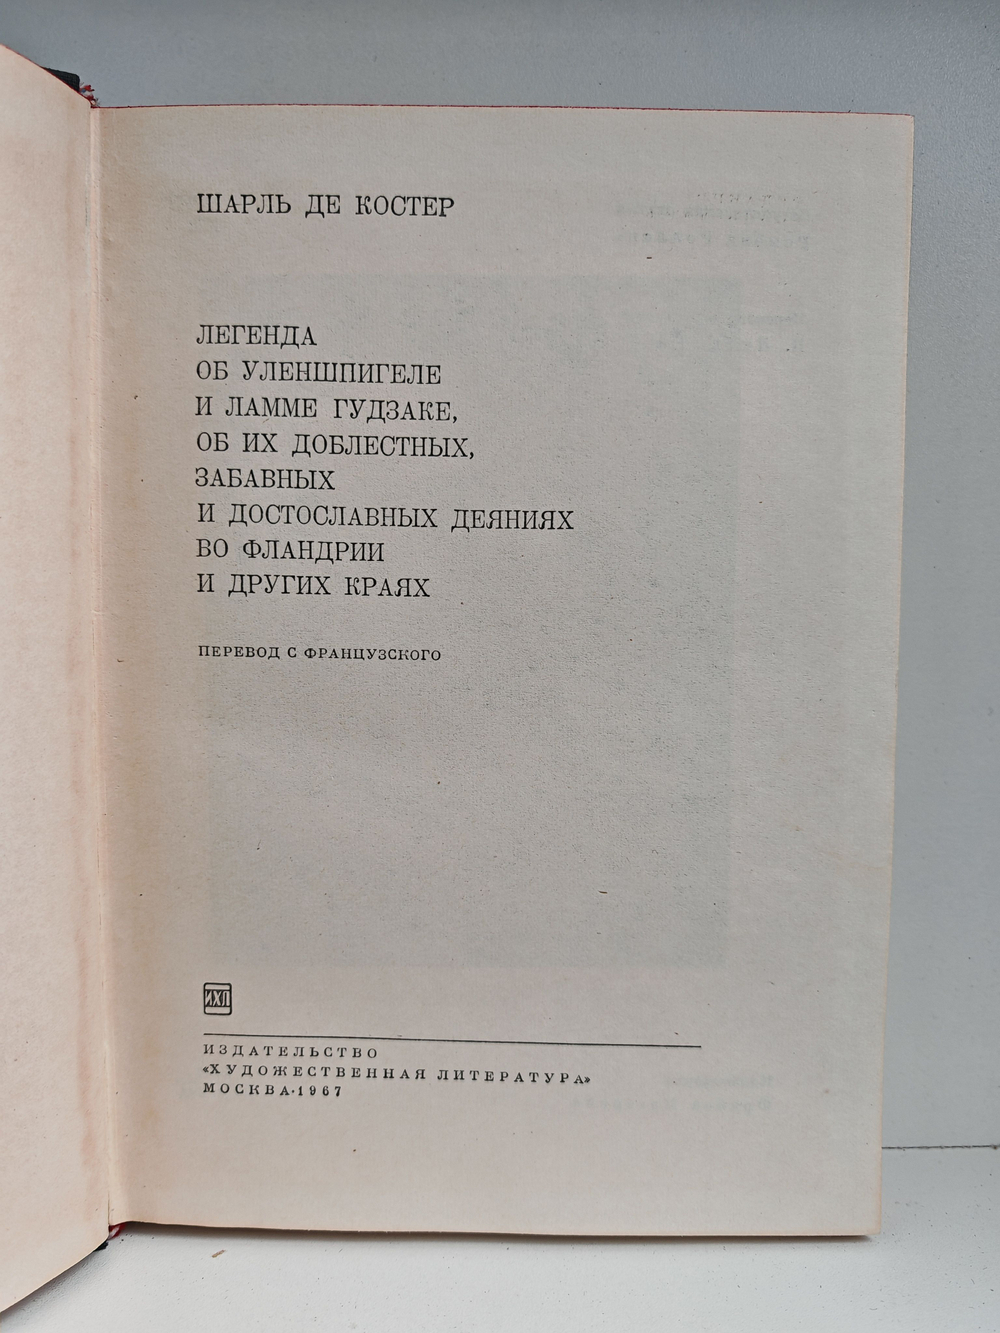 ШАРЛЬ ДЕ КОСТЕР
ЛЕГЕНДА
ОБ УЛЕНШПИГЕЛЕ
И ЛАММЕ ГУДЗАКЕ,
ОБ ИХ ДОБЛЕСТНЫХ,
ЗАБАВНЫХ
И ДОСТОСЛАВНЫХ ДЕЯНИЯХ
ВО ФЛАНДРИИ
И ДРУГИХ КРАЯХ
ПЕРЕВОД С ФРАНЦУЗСКОГО
ИХЛ
ИЗДАТЕЛЬСТВО
«ХУДОЖЕСТВЕННАЯ ЛИТЕРАТУРА»
МОСКВА·1967